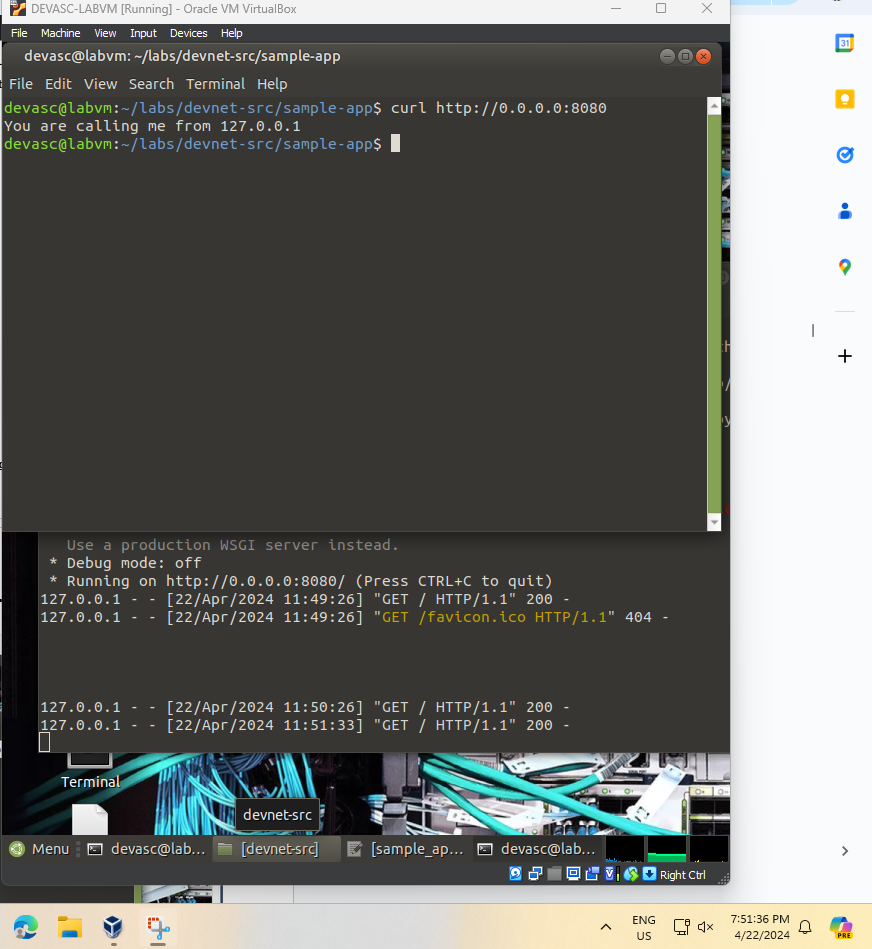 DEVASC-LABVM [Running] - Oracle VM VirtualBox
File Machine View Input Devices Help
devasc@labvm: ~/labs/devnet-src/sample-app
File Edit View Search Terminal Help
devasc@labvm:~/labs/devnet-src/sample-app$ curl http://0.0.0.0:8080
You are calling me from 127.0.0.1
devasc@labvm:~/labs/devnet-src/sample-app$
Use a production WSGI server instead.
* Debug mode: off
* Running on http://0.0.0.0:8080/ (Press CTRL+C to quit)
127.0.0.1 - - [22/Apr/2024 11:49:26] "GET / HTTP/1.1" 200 -
127.0.0.1 - - [22/Apr/2024 11:49:26] "GET /favicon.ico HTTP/1.1" 404 -
127.0.0.1 - - [22/Apr/2024 11:50:26] "GET / HTTP/1.1" 200 -
127.0.0.1 - - [22/Apr/2024 11:51:33] "GET / HTTP/1.1" 200 -
Terminal
devnet-src
Menu devasc@lab... [devnet-src] [sample_ap... devasc@lab...
Right Ctrl
31
ENG
US
7:51:36 PM
4/22/2024
PRE